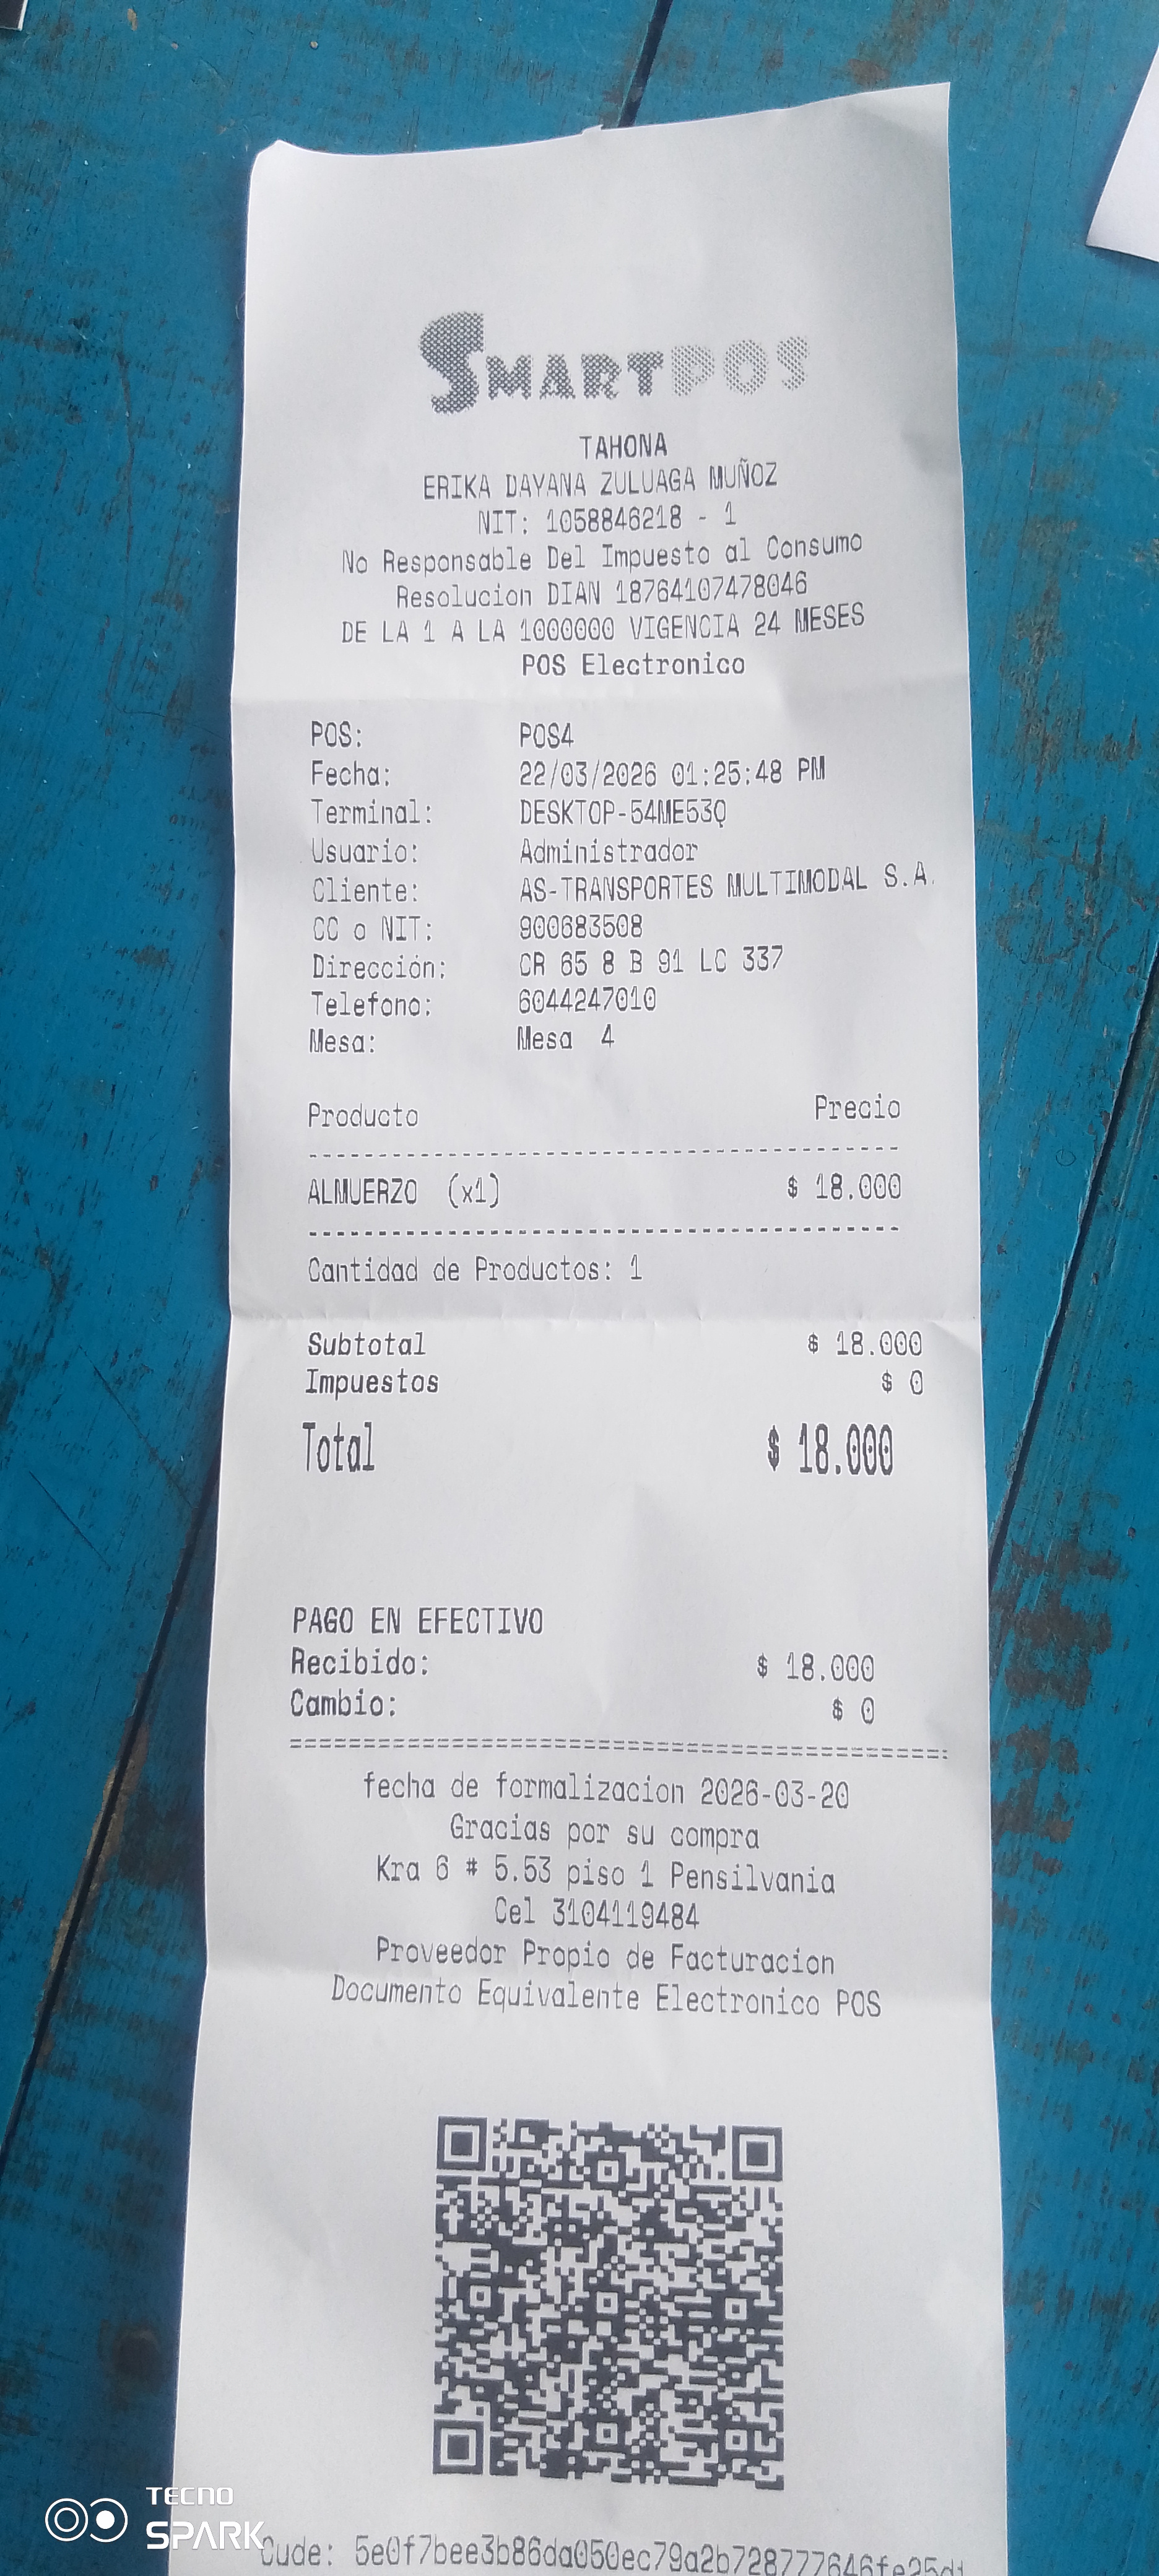 SMARTPOS
TAHONA
ERIKA DAYANA ZULUAGA MUÑOZ
NIT: 1058846218 - 1
No Responsable Del Impuesto al Consumo
Resolucion DIAN 18764107478046
DE LA 1 A LA 1000000 VIGENCIA 24 MESES
POS Electronico
POS: POS4
Fecha: 22/03/2026 01:25:48 PM
Terminal: DESKTOP-54ME53Q
Usuario: Administrador
Cliente: AS-TRANSPORTES MULTIMODAL S.A.
CC o NIT: 900683508
Dirección: CR 65 8 B 91 LC 337
Telefono: 6044247010
Mesa: Mesa 4
Producto Precio
ALMUERZO (x1) $ 18.000
Cantidad de Productos: 1
Subtotal $ 18.000
Impuestos $ 0
Total $ 18.000
PAGO EN EFECTIVO
Recibido: $ 18.000
Cambio: $ 0
fecha de formalizacion 2026-03-20
Gracias por su compra
Kra 6 # 5.53 piso 1 Pensilvania
Cel 3104119484
Proveedor Propio de Facturacion
Documento Equivalente Electronico POS
Cude:
TECNO
SPARK